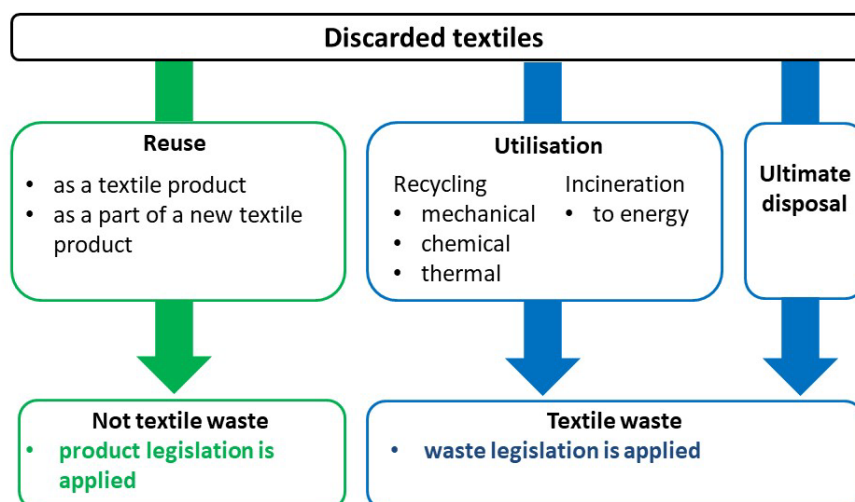 Discarded textiles
Reuse
• as a textile product
• as a part of a new textile
product
Utilisation
Recycling
• mechanical
• chemical
• thermal
Incineration
• to energy
Ultimate
disposal
Not textile waste
• product legislation is
applied
Textile waste
• waste legislation is applied